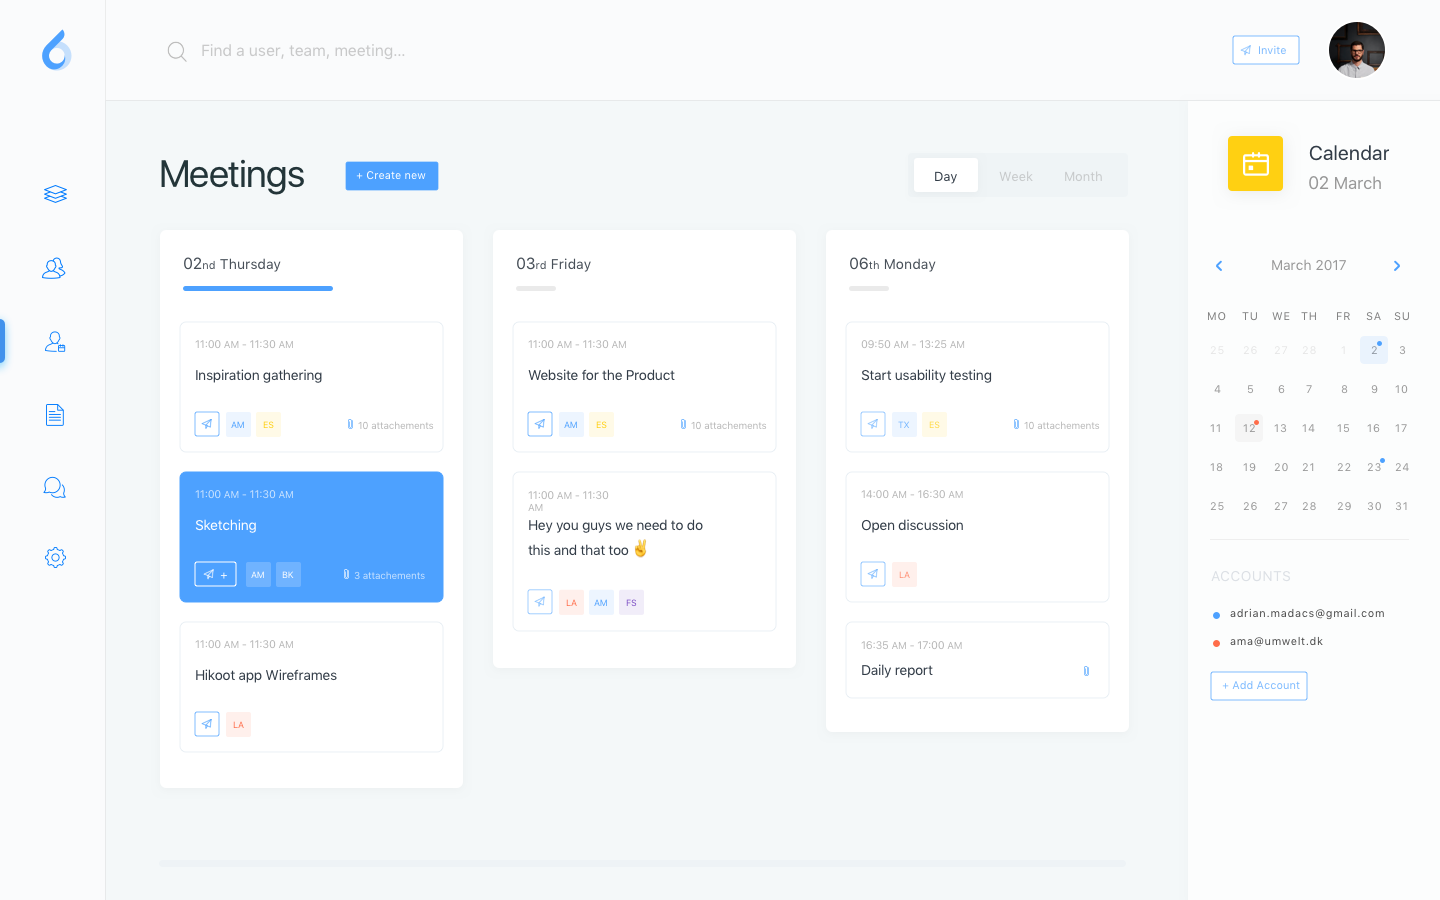 Find a user, team, meeting...
Invite
Meetings
+ Create new
Day
Week
Month
02nd Thursday
11:00 AM - 11:30 AM
Inspiration gathering
AM
ES
10 attachements
11:00 AM - 11:30 AM
Sketching
+
AM
BK
3 attachements
11:00 AM - 11:30 AM
Hikoot app Wireframes
LA
03rd Friday
11:00 AM - 11:30 AM
Website for the Product
AM
ES
10 attachements
11:00 AM - 11:30
AM
Hey you guys we need to do
this and that too ✌
LA
AM
FS
06th Monday
09:50 AM - 13:25 AM
Start usability testing
TX
ES
10 attachements
14:00 AM - 16:30 AM
Open discussion
LA
16:35 AM - 17:00 AM
Daily report
Calendar
02 March
March 2017
MO TU WE TH FR SA SU
25 26 27 28 1 2 3
4 5 6 7 8 9 10
11 12 13 14 15 16 17
18 19 20 21 22 23 24
25 26 27 28 29 30 31
ACCOUNTS
adrian.madacs@gmail.com
ama@umwelt.dk
+ Add Account